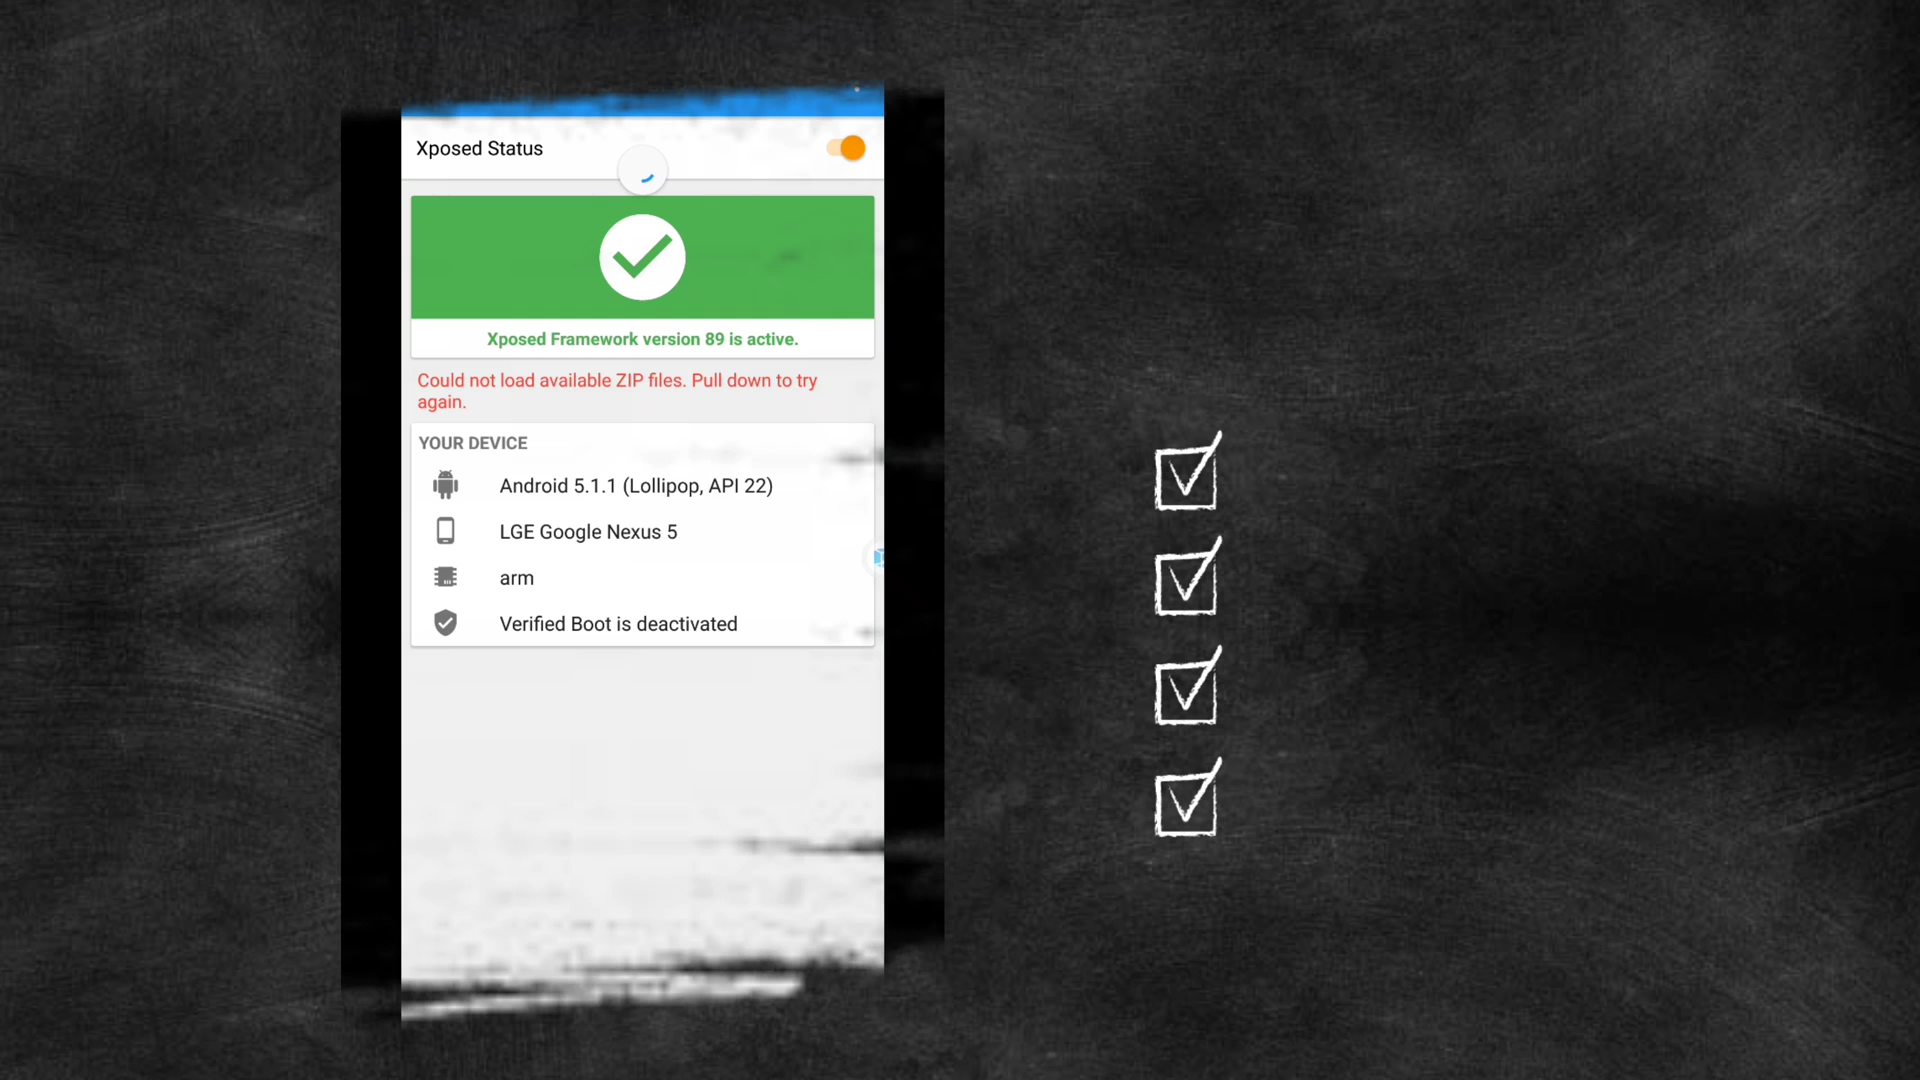 Xposed Status
Xposed Framework version 89 is active.
Could not load available ZIP files. Pull down to try
again.
YOUR DEVICE
Android 5.1.1 (Lollipop, API 22)
LGE Google Nexus 5
arm
Verified Boot is deactivated